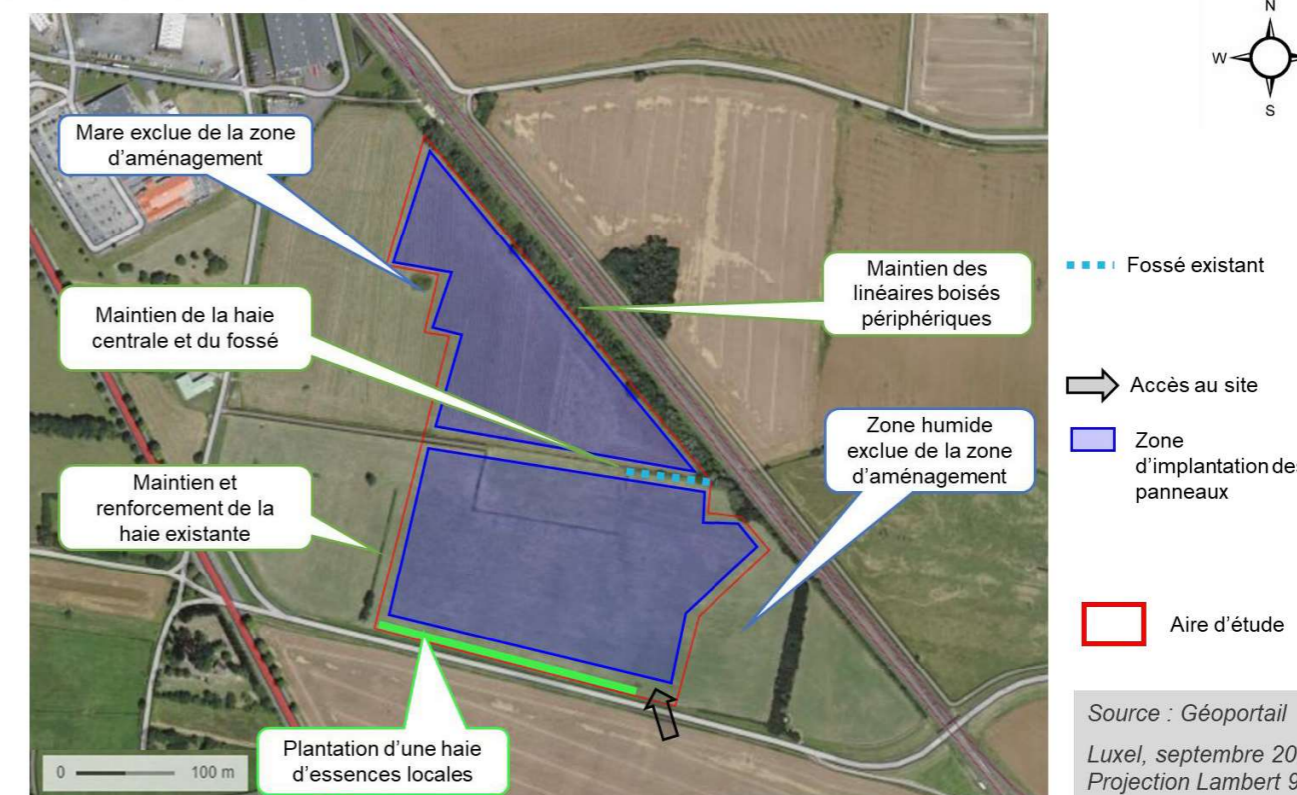 N
W
S
Mare exclue de la zone
d'aménagement
Maintien de la haie
centrale et du fossé
Maintien et
renforcement de la
haie existante
Plantation d'une haie
d'essences locales
Maintien des
linéaires boisés
périphériques
Zone humide
exclue de la zone
d'aménagement
0 100 m
Fossé existant
Accès au site
Zone
d'implantation des
panneaux
Aire d'étude
Source : Géoportail
Luxel, septembre 20
Projection Lambert 9